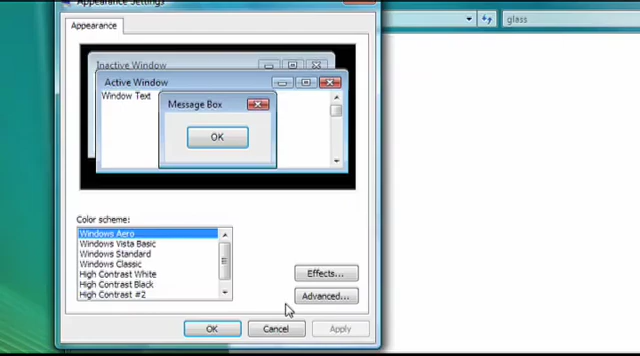 Appearance Settings
glass
Appearance
Inactive Window
Active Window
Window Text
Message Box
OK
Color scheme:
Windows Aero
Windows Vista Basic
Windows Standard
Windows Classic
High Contrast White
High Contrast Black
High Contrast #2
Effects...
Advanced...
OK
Cancel
Apply